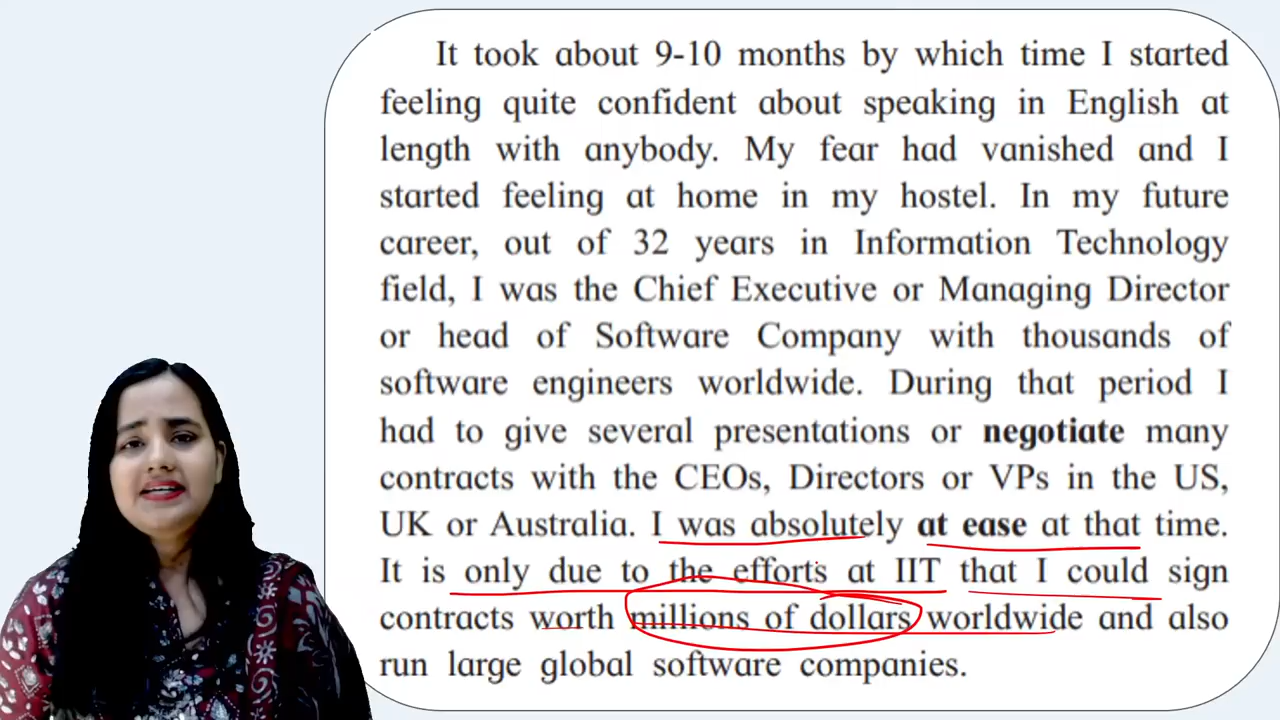 It took about 9-10 months by which time I started
feeling quite confident about speaking in English at
length with anybody. My fear had vanished and I
started feeling at home in my hostel. In my future
career, out of 32 years in Information Technology
field, I was the Chief Executive or Managing Director
or head of Software Company with thousands of
software engineers worldwide. During that period I
had to give several presentations or negotiate many
contracts with the CEOs, Directors or VPs in the US,
UK or Australia. I was absolutely at ease at that time.
It is only due to the efforts at IIT that I could sign
contracts worth millions of dollars worldwide and also
run large global software companies.